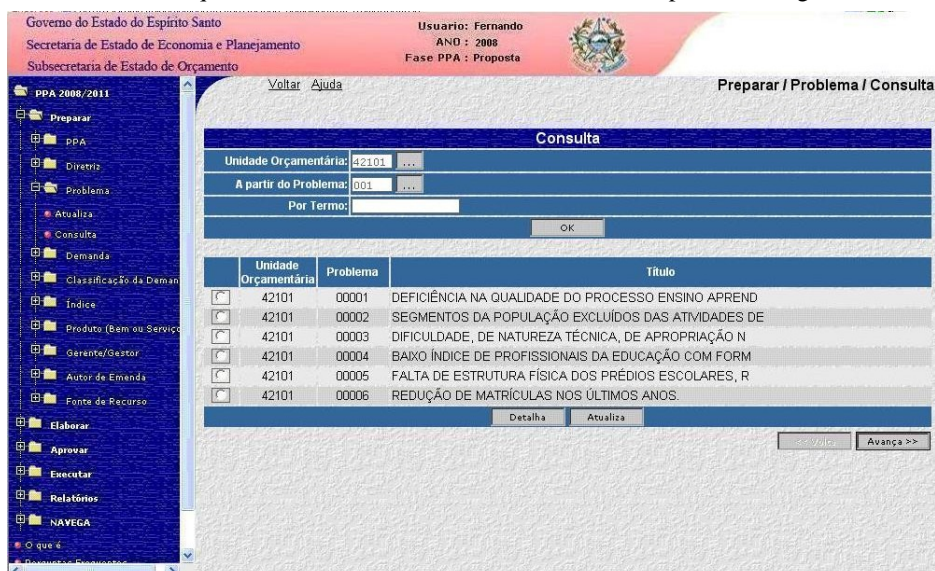 Governo do Estado do Espírito Santo
Secretaria de Estado de Economia e Planejamento
Subsecretaria de Estado de Orçamento
Usuario: Fernando
ANO : 2008
Fase PPA : Proposta
Voltar Ajuda
Preparar / Problema / Consulta
PPA 2008/2011
Preparar
PPA
Diretriz
Problema
Atualiza
Consulta
Demanda
Classificação da Deman
Índice
Produto (Bem ou Serviço
Gerente/Gestor
Autor de Emenda
Fonte de Recurso
Elaborar
Aprovar
Executar
Relatórios
NAVEGA
O que é
Perguntas Frequentes
Consulta
Unidade Orçamentária: 42101 ...
A partir do Problema: 001 ...
Por Termo:
OK
Unidade Orçamentária Problema Título
42101 00001 DEFICIÊNCIA NA QUALIDADE DO PROCESSO ENSINO APREND
42101 00002 SEGMENTOS DA POPULAÇÃO EXCLUÍDOS DAS ATIVIDADES DE
42101 00003 DIFICULDADE, DE NATUREZA TÉCNICA, DE APROPRIAÇÃO N
42101 00004 BAIXO ÍNDICE DE PROFISSIONAIS DA EDUCAÇÃO COM FORM
42101 00005 FALTA DE ESTRUTURA FÍSICA DOS PRÉDIOS ESCOLARES, R
42101 00006 REDUÇÃO DE MATRÍCULAS NOS ÚLTIMOS ANOS.
Detalha Atualiza
<< Volta Avança >>